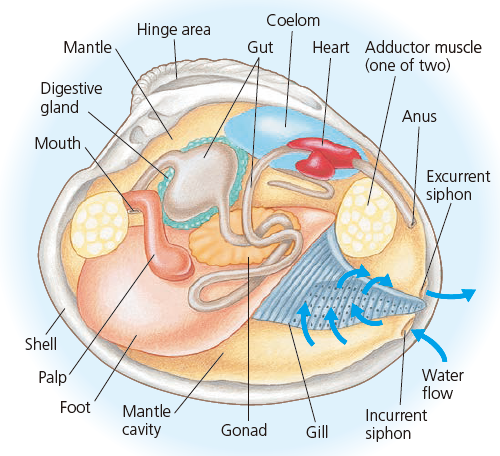 Coelom
Hinge area
Mantle
Gut
Heart
Adductor muscle
(one of two)
Digestive
gland
Anus
Mouth
Excurrent
siphon
Shell
Palp
Foot
Mantle
cavity
Gonad
Gill
Incurrent
siphon
Water
flow